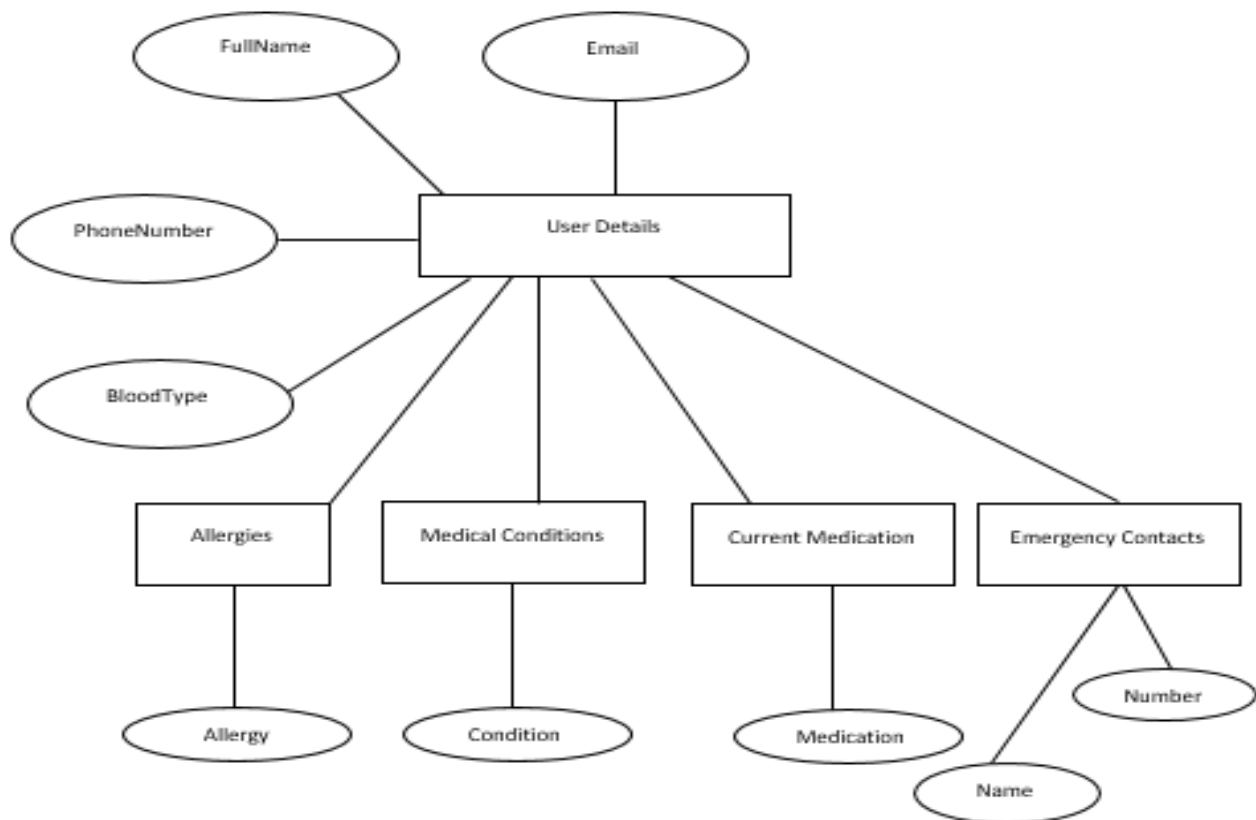 FullName
Email
User Details
PhoneNumber
BloodType
Allergies
Medical Conditions
Current Medication
Emergency Contacts
Number
Allergy
Condition
Medication
Name